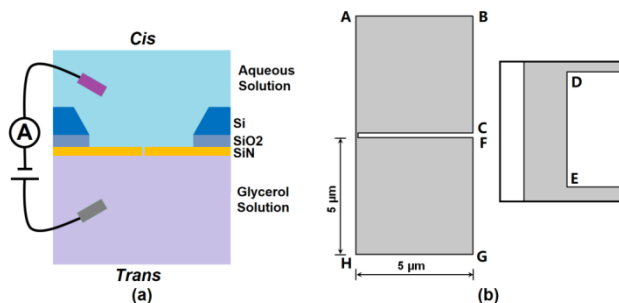 Cis
Aqueous
Solution
A
Si
SiO2
SiN
Glycerol
Solution
Trans
(a)
A
B
C
F
D
E
5 µm
H
G
5 µm
(b)